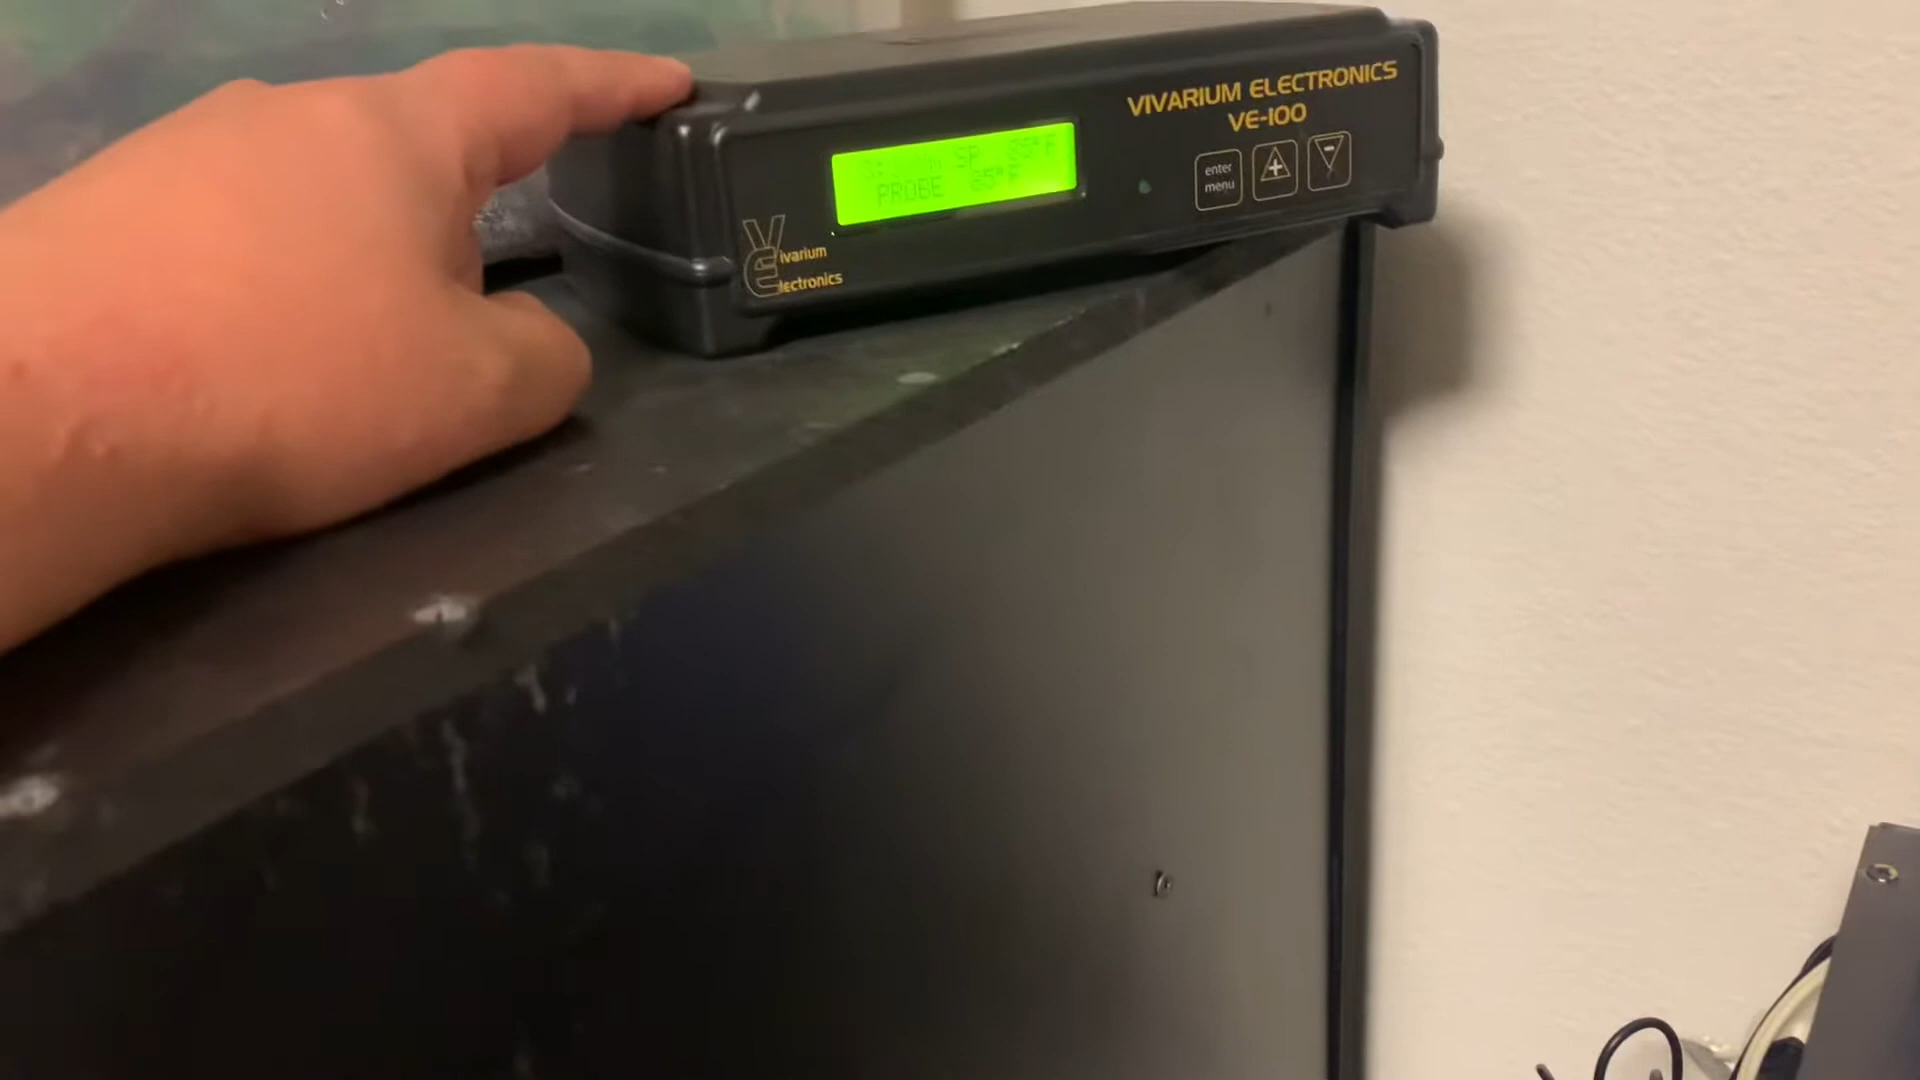 VIVARIUM ELECTRONICS
VE-100
enter
menu
+
-
PROBE
Vivarium
Electronics